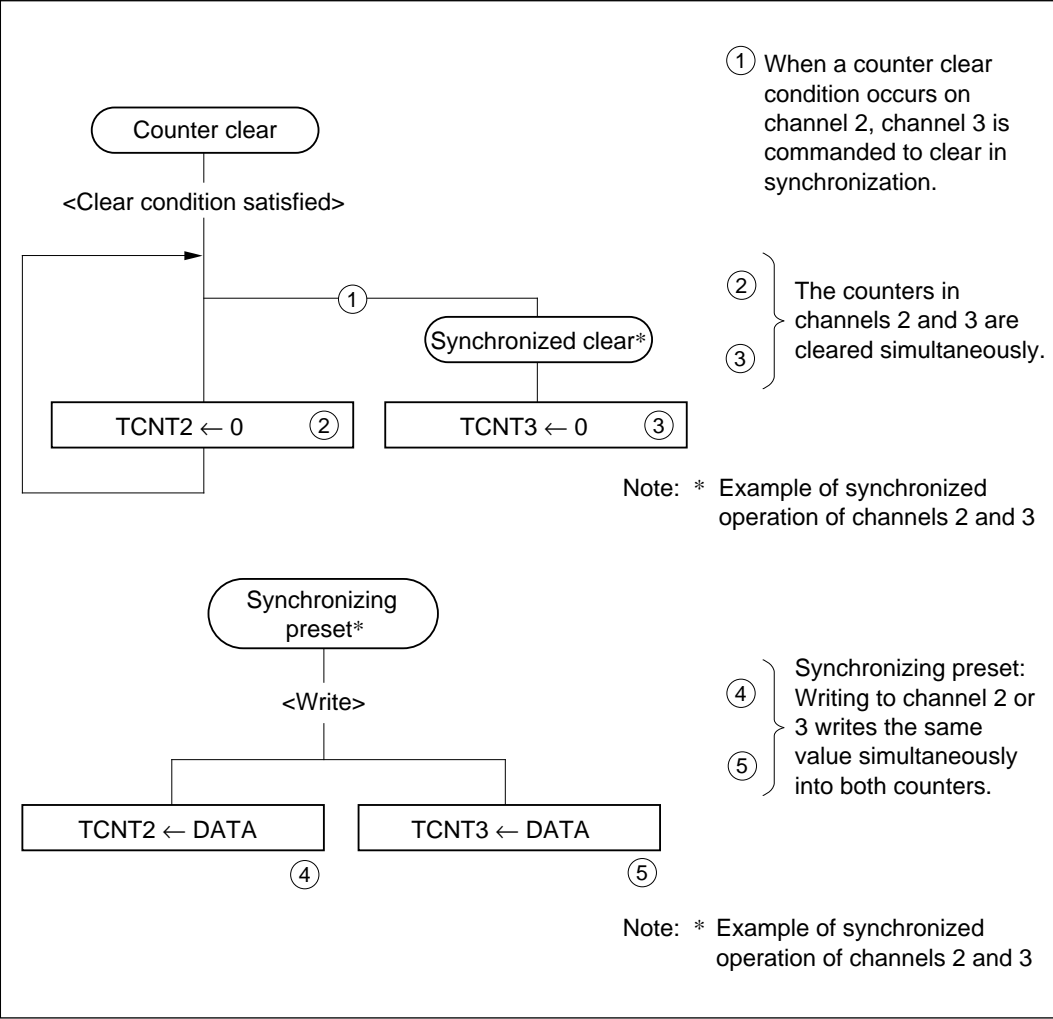 Counter clear
<Clear condition satisfied>
①
Synchronized clear*
TCNT2 ← 0 ②
TCNT3 ← 0 ③
① When a counter clear
condition occurs on
channel 2, channel 3 is
commanded to clear in
synchronization.
②
③
The counters in
channels 2 and 3 are
cleared simultaneously.
Note: * Example of synchronized
operation of channels 2 and 3
Synchronizing
preset*
<Write>
TCNT2 ← DATA
④
TCNT3 ← DATA
⑤
④
⑤
Synchronizing preset:
Writing to channel 2 or
3 writes the same
value simultaneously
into both counters.
Note: * Example of synchronized
operation of channels 2 and 3